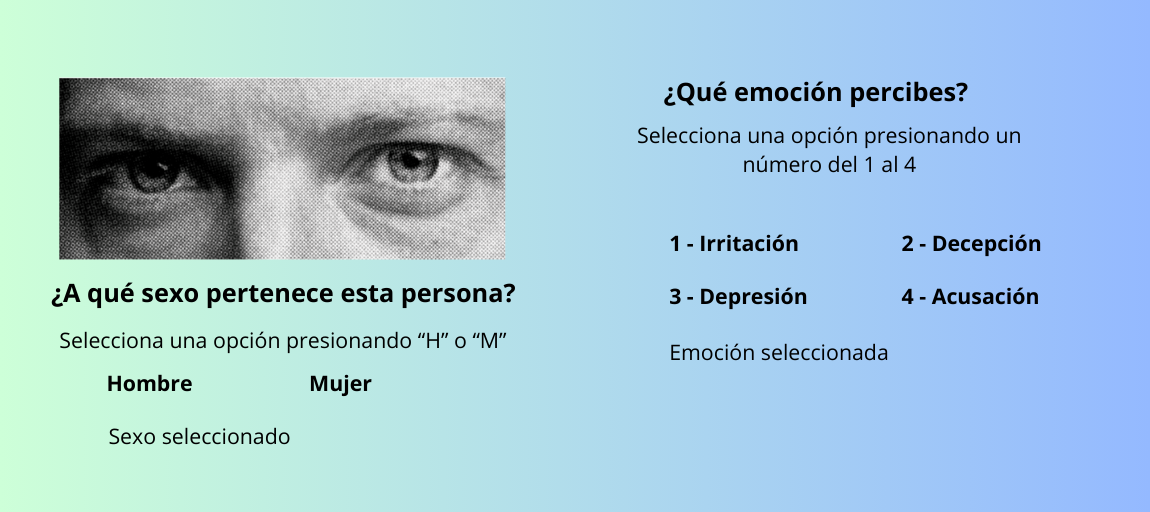 ¿A qué sexo pertenece esta persona?
Selecciona una opción presionando “H” o “M”
Hombre Mujer
Sexo seleccionado
¿Qué emoción percibes?
Selecciona una opción presionando un
número del 1 al 4
1 - Irritación 2 - Decepción
3 - Depresión 4 - Acusación
Emoción seleccionada